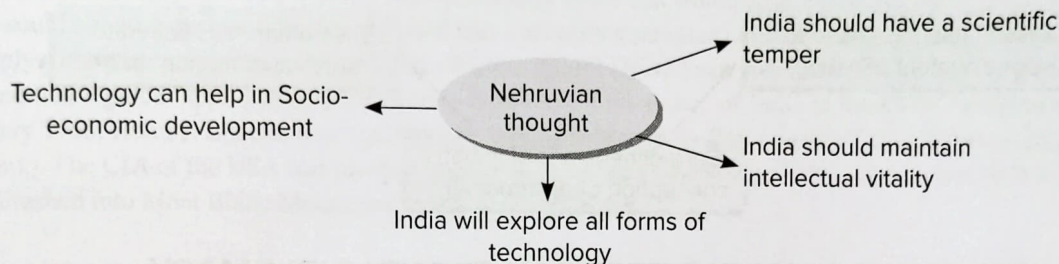 India should have a scientific
temper
Technology can help in Socio-
economic development
Nehruvian
thought
India should maintain
intellectual vitality
India will explore all forms of
technology